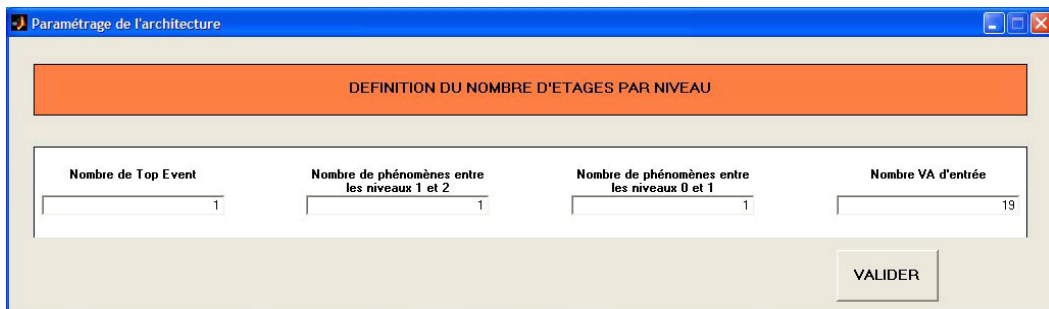 Paramétrage de l'architecture
DEFINITION DU NOMBRE D'ETAGES PAR NIVEAU
Nombre de Top Event
1
Nombre de phénomènes entre
les niveaux 1 et 2
1
Nombre de phénomènes entre
les niveaux 0 et 1
1
Nombre VA d'entrée
19
VALIDER